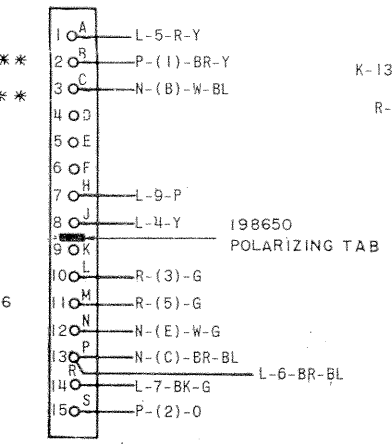 1 A L-5-R-Y
** 2 B P-(1)-BR-Y
K-13
** 3 C N-(B)-W-BL
R-
4 D
5 E
6 F
7 H L-9-P
8 J L-4-Y
198650
POLARIZING TAB
9 K
10 L R-(3)-G
6 11 M R-(5)-G
12 N N-(E)-W-G
13 P N-(C)-BR-BL
L-6-BR-BL
14 R L-7-BK-G
15 S P-(2)-O